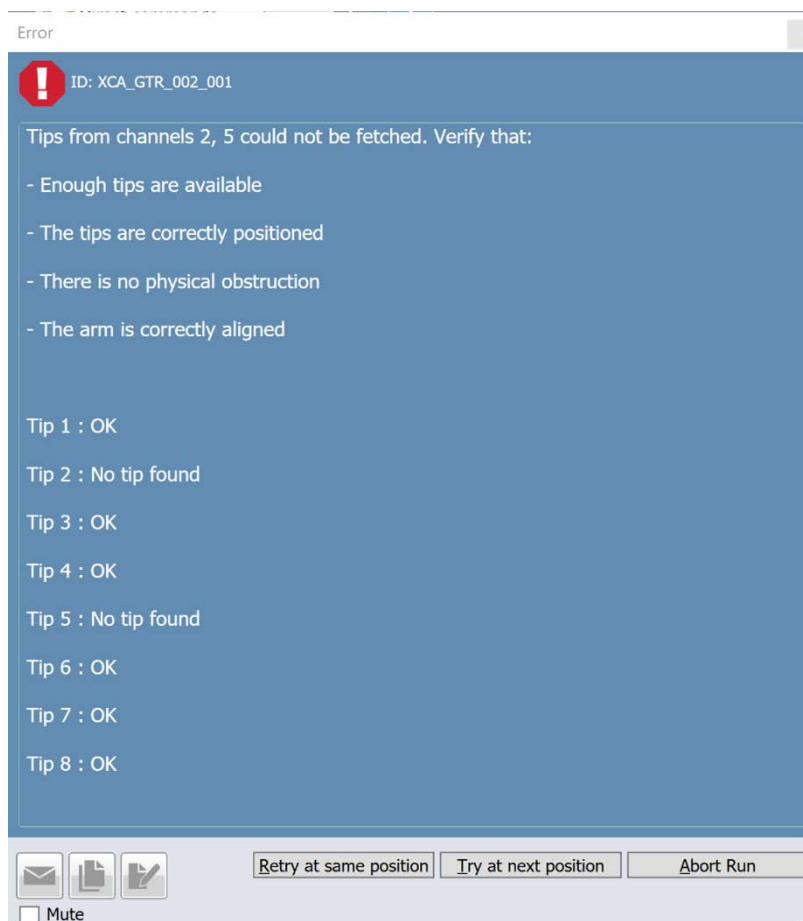 Error
ID: XCA_GTR_002_001
Tips from channels 2, 5 could not be fetched. Verify that:
- Enough tips are available
- The tips are correctly positioned
- There is no physical obstruction
- The arm is correctly aligned
Tip 1 : OK
Tip 2 : No tip found
Tip 3 : OK
Tip 4 : OK
Tip 5 : No tip found
Tip 6 : OK
Tip 7 : OK
Tip 8 : OK
Retry at same position Try at next position Abort Run
Mute